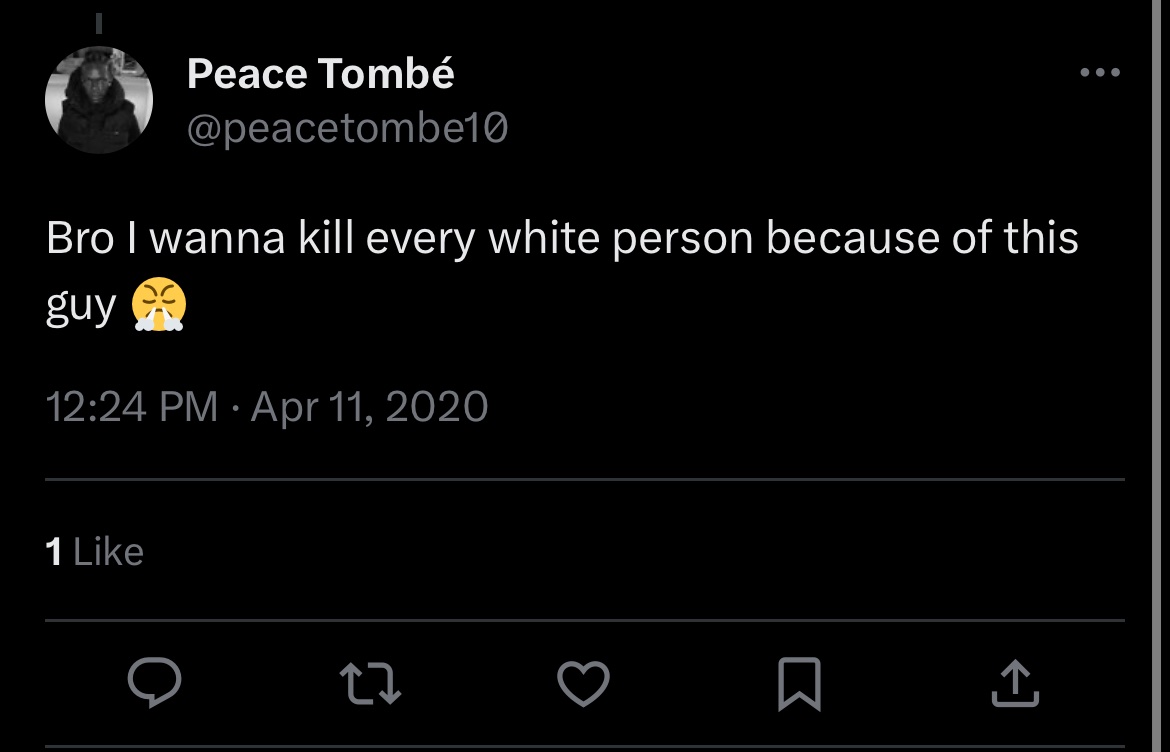 Peace Tombé
@peacetombe10
Bro I wanna kill every white person because of this
guy 😤
12:24 PM · Apr 11, 2020
1 Like